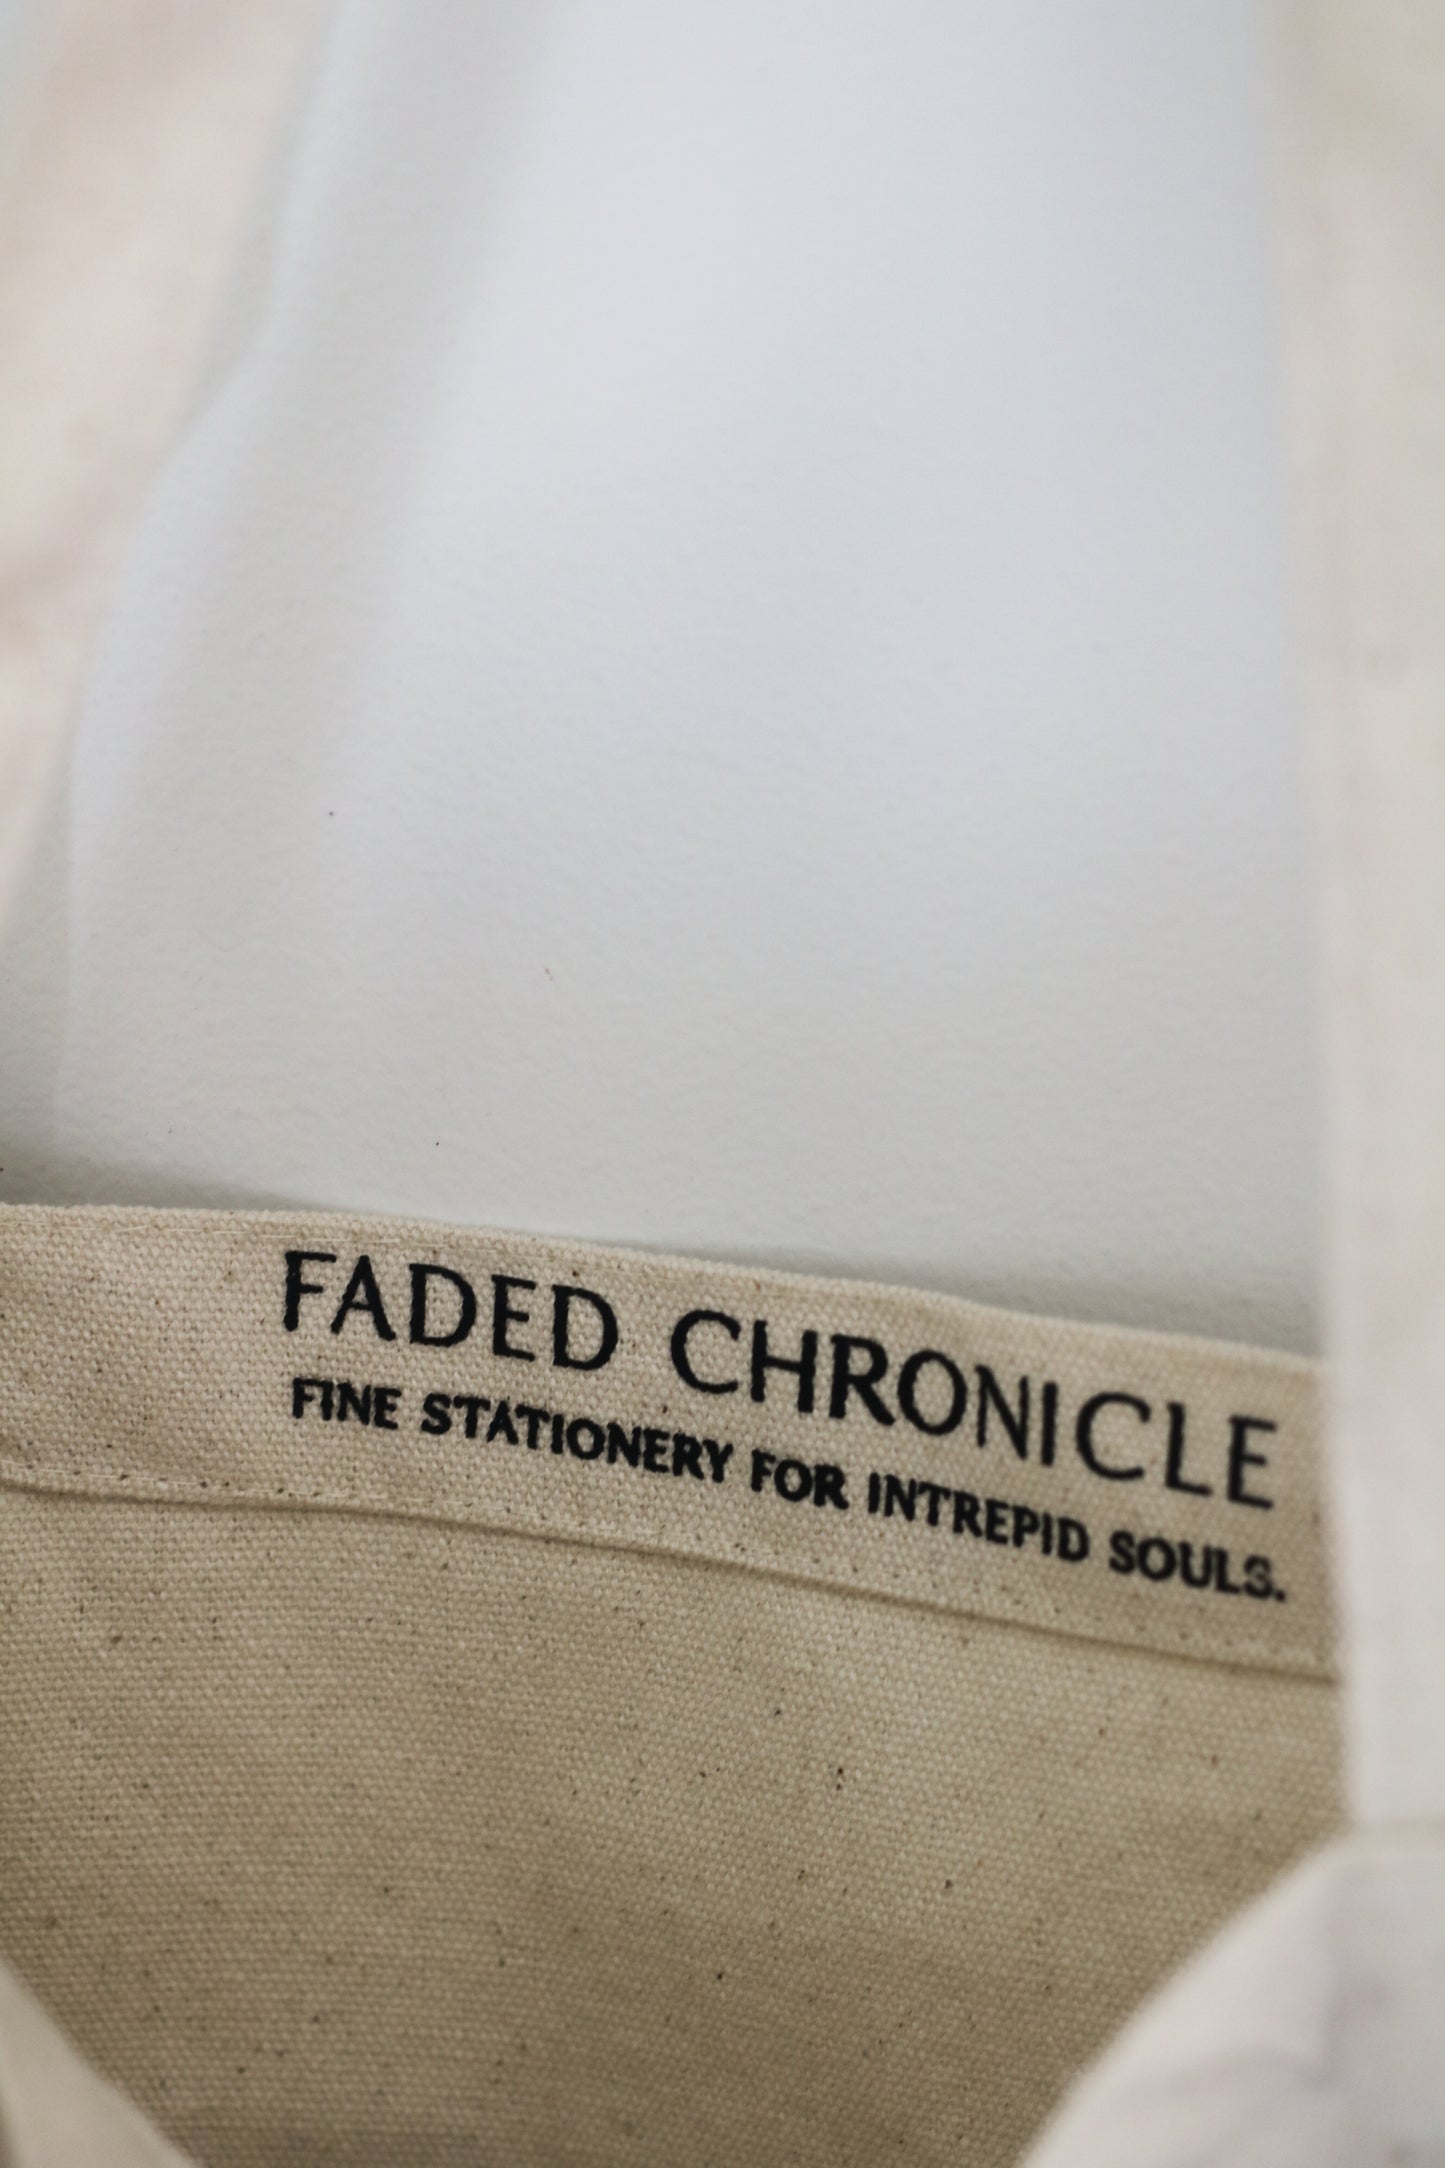 FADED CHRONICLE
FINE STATIONERY FOR INTREPID SOULS.